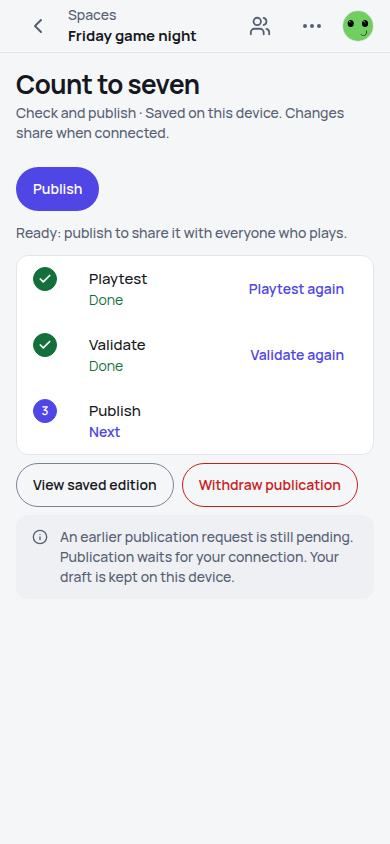 Spaces
Friday game night
Count to seven
Check and publish · Saved on this device. Changes
share when connected.
Publish
Ready: publish to share it with everyone who plays.
Playtest
Done
Playtest again
Validate
Done
Validate again
3
Publish
Next
View saved edition
Withdraw publication
An earlier publication request is still pending.
Publication waits for your connection. Your
draft is kept on this device.